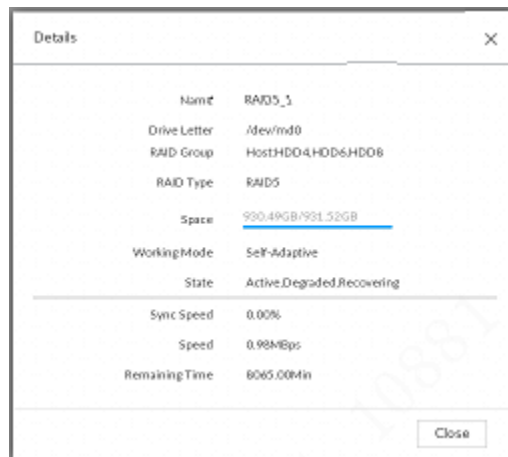 Details
Name RAID5_1
Drive Letter /dev/md0
RAID Group Host:HDD4,HDD6,HDD8
RAID Type RAID5
Space 930.49GB/931.52GB
Working Mode Self-Adaptive
State Active,Degraded,Recovering
Sync Speed 0.00%
Speed 0.98MBps
Remaining Time 8065.00Min
10881
Close